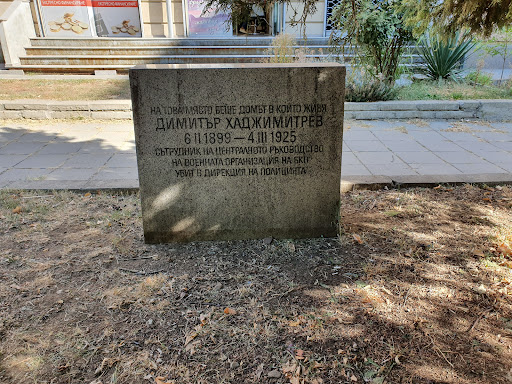 НА ТОВА МЯСТО БЕШЕ ДОМЪТ В КОЙТО ЖИВЯ
ДИМИТЪР ХАДЖИМИТРЕВ
6 II 1899 — 4 III 1925
СЪТРУДНИК НА ЦЕНТРАЛНОТО РЪКОВОДСТВО
НА ВОЕННАТА ОРГАНИЗАЦИЯ НА БКП
УБИТ В ДИРЕКЦИЯ НА ПОЛИЦИЯТА